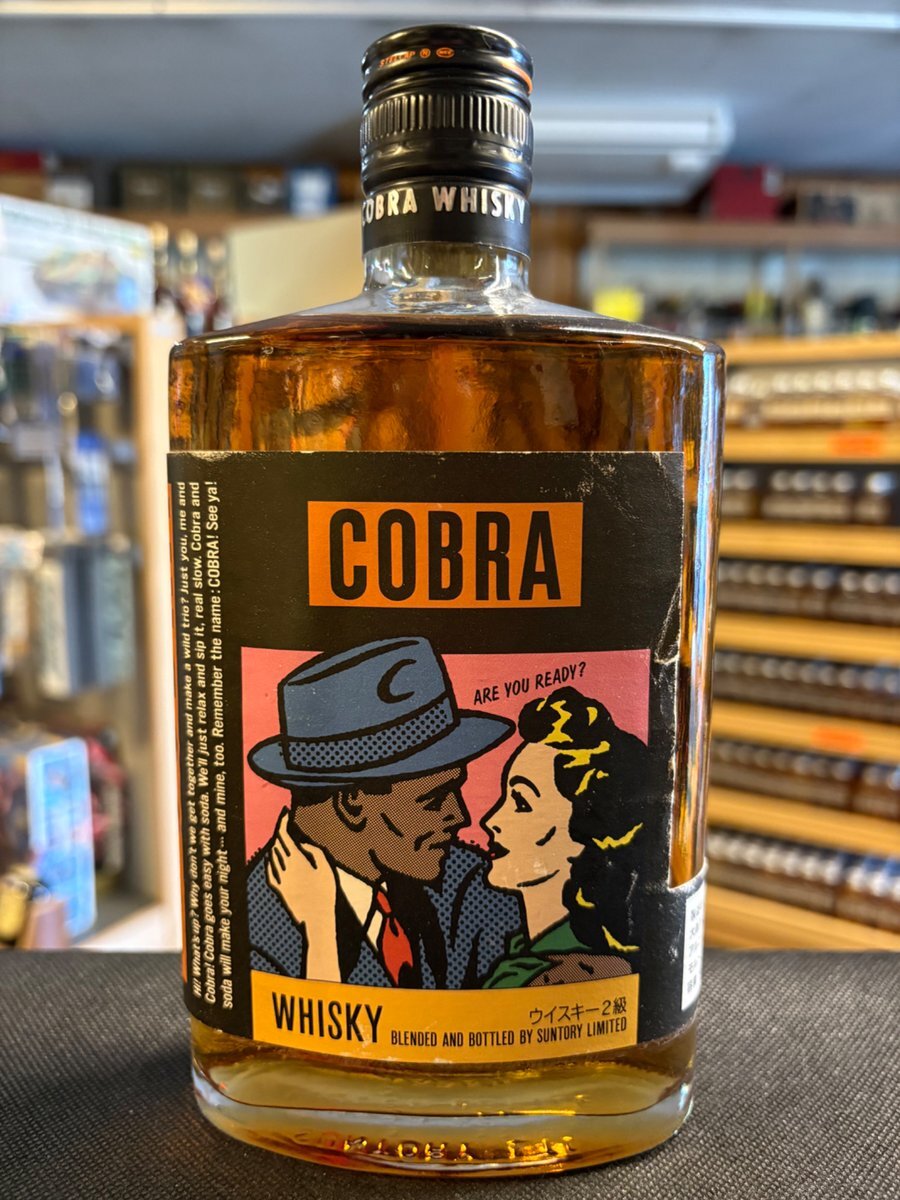 COBRA WHISKY
COBRA
ARE YOU READY?
WHISKY
ウイスキー2級
BLENDED AND BOTTLED BY SUNTORY LIMITED
Hi! What's up? Why don't we get together and make a wild trio? Just you, me and
Cobra! Cobra goes easy with soda. We'll just relax and sip it, real slow. Cobra and
soda will make your night… and mine, too. Remember the name: COBRA! See ya!